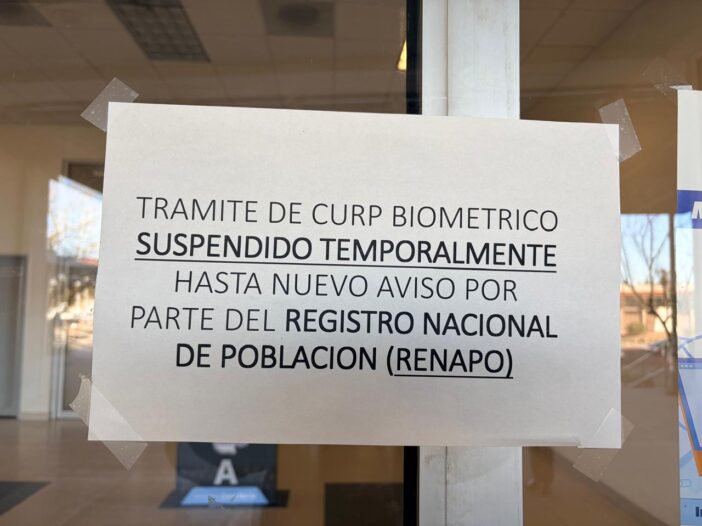 TRAMITE DE CURP BIOMETRICO
SUSPENDIDO TEMPORALMENTE
HASTA NUEVO AVISO POR
PARTE DEL REGISTRO NACIONAL
DE POBLACION (RENAPO)
A